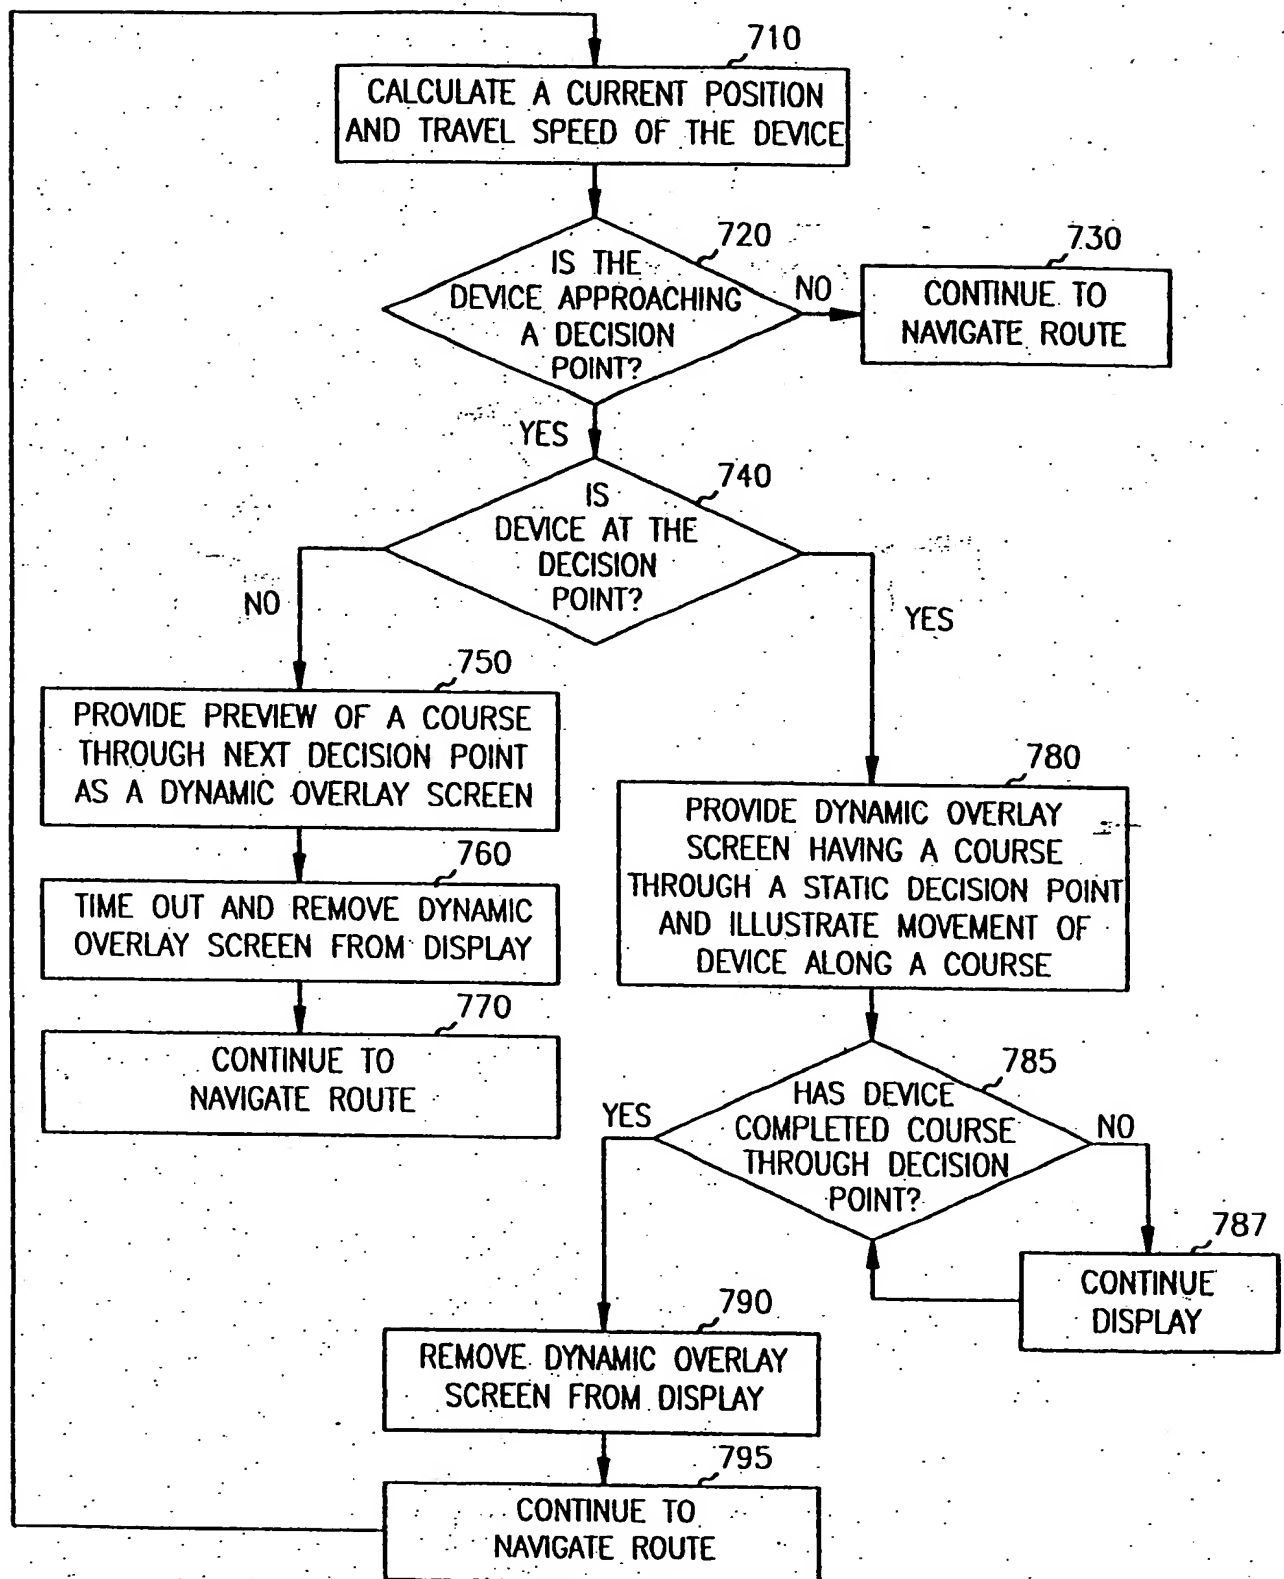 710
CALCULATE A CURRENT POSITION
AND TRAVEL SPEED OF THE DEVICE
720
IS THE
DEVICE APPROACHING
A DECISION
POINT?
NO
730
CONTINUE TO
NAVIGATE ROUTE
YES
740
IS
DEVICE AT THE
DECISION
POINT?
NO
YES
750
PROVIDE PREVIEW OF A COURSE
THROUGH NEXT DECISION POINT
AS A DYNAMIC OVERLAY SCREEN
760
TIME OUT AND REMOVE DYNAMIC
OVERLAY SCREEN FROM DISPLAY
770
CONTINUE TO
NAVIGATE ROUTE
780
PROVIDE DYNAMIC OVERLAY
SCREEN HAVING A COURSE
THROUGH A STATIC DECISION POINT
AND ILLUSTRATE MOVEMENT OF
DEVICE ALONG A COURSE
785
HAS DEVICE
COMPLETED COURSE
THROUGH DECISION
POINT?
YES
NO
787
CONTINUE
DISPLAY
790
REMOVE DYNAMIC OVERLAY
SCREEN FROM DISPLAY
795
CONTINUE TO
NAVIGATE ROUTE